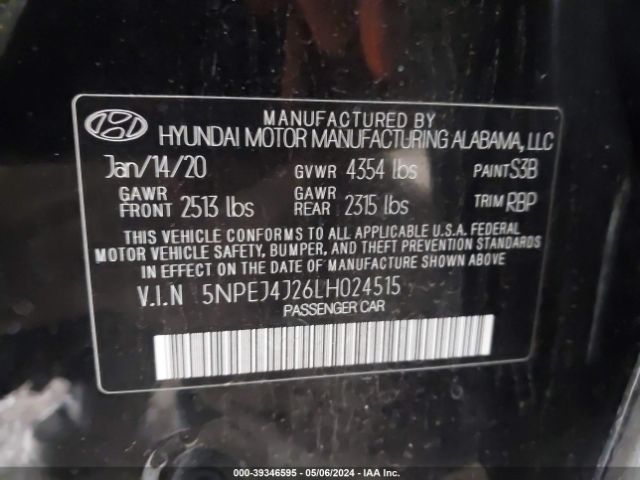 MANUFACTURED BY
HYUNDAI MOTOR MANUFACTURING ALABAMA, LLC
Jan/14/20 GVWR 4354 lbs PAINT S3B
GAWR FRONT 2513 lbs GAWR REAR 2315 lbs TRIM RBP
THIS VEHICLE CONFORMS TO ALL APPLICABLE U.S.A. FEDERAL
MOTOR VEHICLE SAFETY, BUMPER, AND THEFT PREVENTION STANDARDS
IN EFFECT ON THE DATE OF MANUFACTURE SHOWN ABOVE.
V.I.N 5NPEJ4J26LH024515
PASSENGER CAR
000-39346595 - 05/06/2024 - IAA Inc.